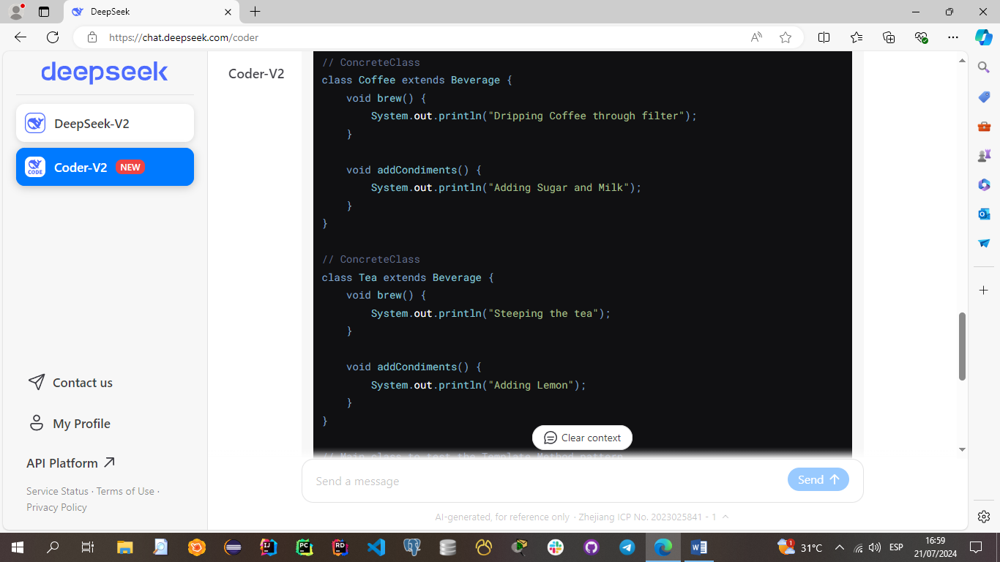 DeepSeek
https://chat.deepseek.com/coder
deepseek
DeepSeek-V2
CODE
Coder-V2 NEW
Contact us
My Profile
API Platform
Service Status · Terms of Use ·
Privacy Policy
Coder-V2
// ConcreteClass
class Coffee extends Beverage {
    void brew() {
        System.out.println("Dripping Coffee through filter");
    }
    void addCondiments() {
        System.out.println("Adding Sugar and Milk");
    }
}
// ConcreteClass
class Tea extends Beverage {
    void brew() {
        System.out.println("Steeping the tea");
    }
    void addCondiments() {
        System.out.println("Adding Lemon");
    }
}
Clear context
// Main class to test the Template Method pattern
Send a message
Send
AI-generated, for reference only · Zhejiang ICP No. 2023025841 - 1
IJ
PC
RD
W
1
31°C
ESP
16:59
21/07/2024